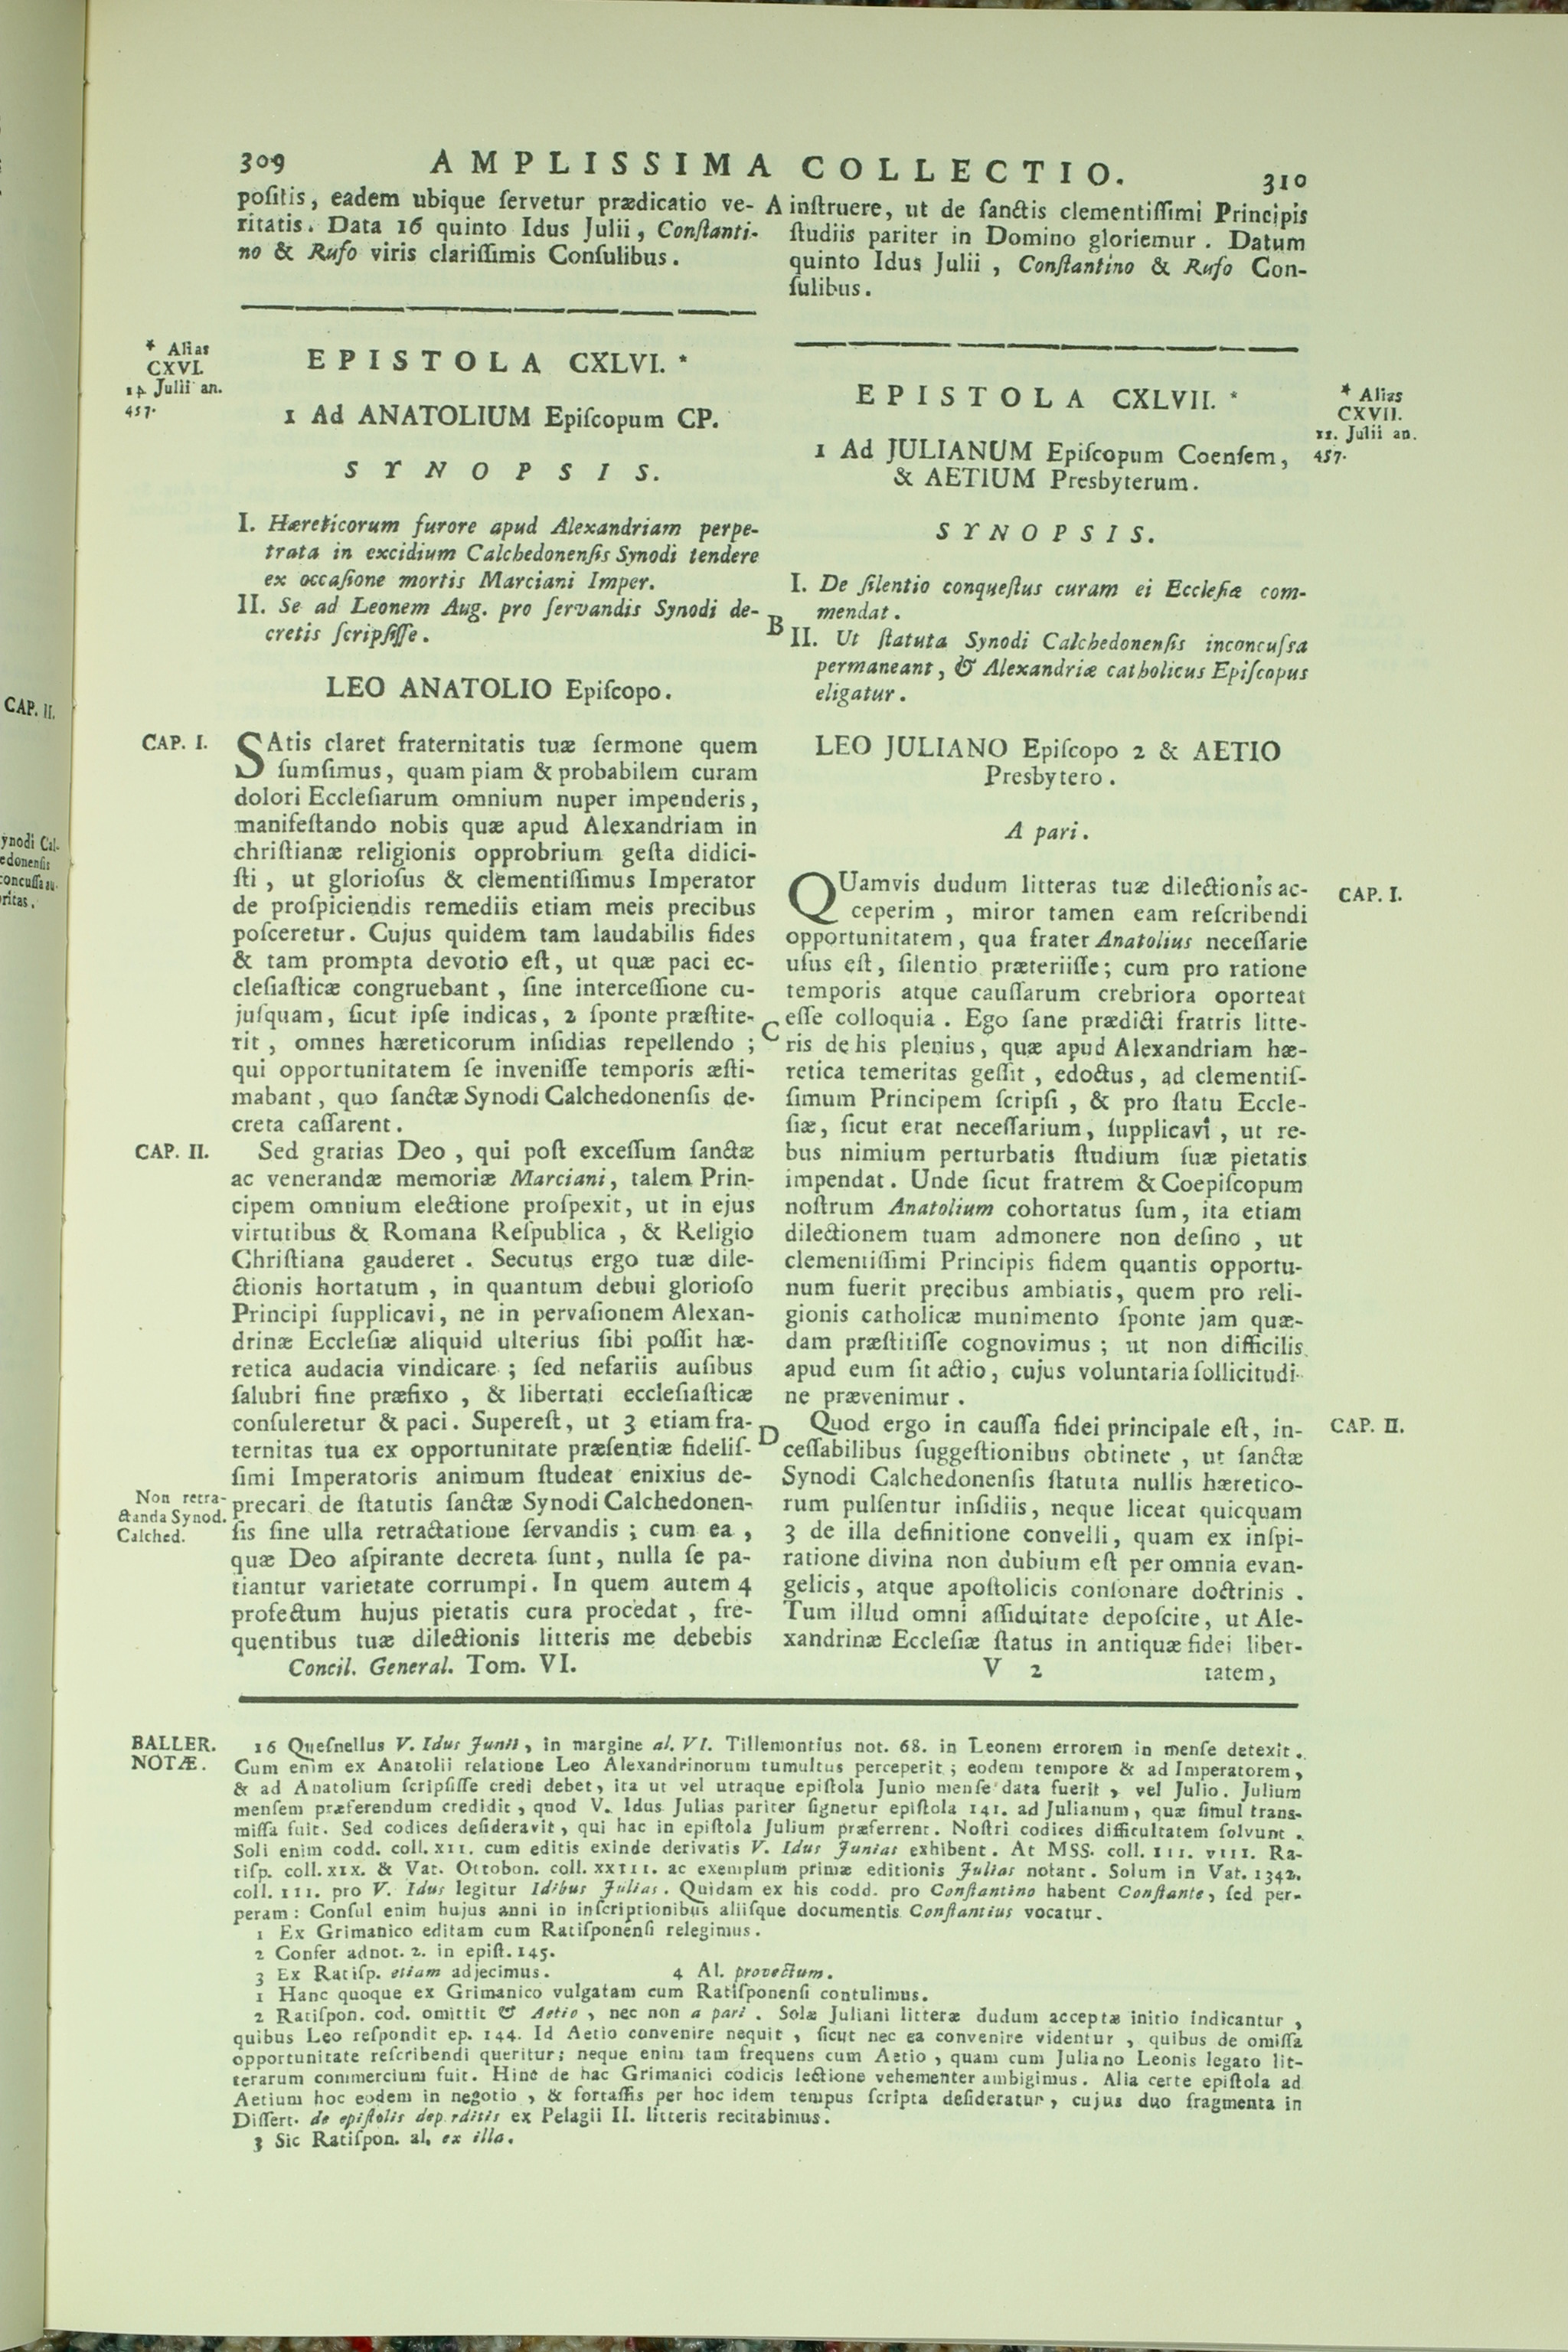 309
AMPLISSIMA COLLECTIO.
310
poſitis, eadem ubique ſervetur prædicatio ve-
ritatis. Data 16 quinto Idus Julii, Conſtanti-
no & Rufo viris clariſſimis Conſulibus.
* Alias
CXVI.
Julii an.
457.
EPISTOLA CXLVI. *
1 Ad ANATOLIUM Epiſcopum CP.
SYNOPSIS.
I. Hæreticorum furore apud Alexandriam perpe-
trata in excidium Calchedonenſis Synodi tendere
ex occaſione mortis Marciani Imper.
II. Se ad Leonem Aug. pro ſervandis Synodi de-
cretis ſcripſiſſe.
LEO ANATOLIO Epiſcopo.
CAP. I.
SAtis claret fraternitatis tuæ ſermone quem
ſumſimus, quam piam & probabilem curam
dolori Eccleſiarum omnium nuper impenderis,
manifeſtando nobis quæ apud Alexandriam in
chriſtianæ religionis opprobrium geſta didici-
ſti, ut glorioſus & clementiſſimus Imperator
de proſpiciendis remediis etiam meis precibus
poſceretur. Cujus quidem tam laudabilis fides
& tam prompta devotio eſt, ut quæ paci ec-
cleſiaſticæ congruebant, ſine interceſſione cu-
juſquam, ſicut ipſe indicas, 2 ſponte præſtite-
rit, omnes hæreticorum inſidias repellendo;
qui opportunitatem ſe inveniſſe temporis æſti-
mabant, quo ſanctæ Synodi Calchedonenſis de-
creta caſſarent.
CAP. II.
Sed gratias Deo, qui poſt exceſſum ſanctæ
ac venerandæ memoriæ Marciani, talem Prin-
cipem omnium electione proſpexit, ut in ejus
virtutibus & Romana Reſpublica, & Religio
Chriſtiana gauderet. Secutus ergo tuæ dile-
ctionis hortatum, in quantum debui glorioſo
Principi ſupplicavi, ne in pervaſionem Alexan-
drinæ Eccleſiæ aliquid ulterius ſibi poſſit hæ-
retica audacia vindicare; ſed nefariis auſibus
ſalubri fine præfixo, & libertati eccleſiaſticæ
conſuleretur & paci. Supereſt, ut 3 etiam fra-
ternitas tua ex opportunitate præſentiæ fideliſ-
ſimi Imperatoris animum ſtudeat enixius de-
Non retra-
ctanda Synod.
Calched.
precari de ſtatutis ſanctæ Synodi Calchedonen-
ſis ſine ulla retractatione ſervandis; cum ea,
quæ Deo aſpirante decreta ſunt, nulla ſe pa-
tiantur varietate corrumpi. In quem autem 4
profectum hujus pietatis cura procedat, fre-
quentibus tuæ dilectionis litteris me debebis
Concil. General. Tom. VI.
A
instruere, ut de ſanctis clementiſſimi Principis
ſtudiis pariter in Domino gloriemur. Datum
quinto Idus Julii, Conſtantino & Rufo Con-
ſulibus.
EPISTOLA CXLVII. *
* Alias
CXVII.
11. Julii an.
457.
1 Ad JULIANUM Epiſcopum Coenſem,
& AETIUM Presbyterum.
SYNOPSIS.
I. De ſilentio conqueſtus curam ei Eccleſiæ com-
mendat.
B
II. Ut ſtatuta Synodi Calchedonenſis inconcuſsa
permaneant, & Alexandriæ catholicus Epiſcopus
eligatur.
LEO JULIANO Epiſcopo 2 & AETIO
Presbytero.
A pari.
CAP. I.
QUamvis dudum litteras tuæ dilectionis ac-
ceperim, miror tamen eam reſcribendi
opportunitatem, qua frater Anatolius neceſſarie
uſus eſt, ſilentio præteriiſſe; cum pro ratione
temporis atque cauſſarum crebriora oporteat
C
eſſe colloquia. Ego ſane prædicti fratris litte-
ris de his plenius, quæ apud Alexandriam hæ-
retica temeritas geſſit, edoctus, ad clementiſ-
ſimum Principem ſcripſi, & pro ſtatu Eccle-
ſiæ, ſicut erat neceſſarium, ſupplicavi, ut re-
bus nimium perturbatis ſtudium ſuæ pietatis
impendat. Unde ſicut fratrem & Coepiſcopum
noſtrum Anatolium cohortatus ſum, ita etiam
dilectionem tuam admonere non deſino, ut
clementiſſimi Principis fidem quantis opportu-
num fuerit precibus ambiatis, quem pro reli-
gionis catholicæ munimento ſponte jam quæ-
dam præſtitiſſe cognovimus; ut non difficilis
apud eum ſit actio, cujus voluntaria ſollicitudi-
ne prævenimur.
CAP. II.
D
Quod ergo in cauſſa fidei principale eſt, in-
ceſſabilibus ſuggeſtionibus obtinete, ut ſanctæ
Synodi Calchedonenſis ſtatuta nullis hæretico-
rum pulſentur inſidiis, neque liceat quicquam
3 de illa definitione convelli, quam ex inſpi-
ratione divina non dubium eſt per omnia evan-
gelicis, atque apoſtolicis conſonare doctrinis.
Tum illud omni aſſiduitate depoſcite, ut Ale-
xandrinæ Eccleſiæ ſtatus in antiquæ fidei liber-
V 2
tatem,
BALLER.
NOTÆ.
16 Queſnellus V. Idus Junii, in margine al. VI. Tillemontius not. 68. in Leonem errorem in menſe detexit.
Cum enim ex Anatolii relatione Leo Alexandrinorum tumultus perceperit; eodem tempore & ad Imperatorem,
& ad Anatolium ſcripſiſſe credi debet, ita ut vel utraque epiſtola Junio menſe data fuerit, vel Julio. Julium
menſem præferendum credidit, quod V. Idus Julias pariter ſignetur epiſtola 141. ad Julianum, quæ ſimul trans-
miſſa fuit. Sed codices deſideravit, qui hac in epiſtola Julium præferrent. Noſtri codices difficultatem ſolvunt.
Soli enim codd. coll. XII. cum editis exinde derivatis V. Idus Junias exhibent. At MSS. coll. III. VIII. Ra-
tiſp. coll. XIX. & Vat. Ottobon. coll. XXIII. ac exemplum primæ editionis Julias notant. Solum in Vat. 1342.
coll. III. pro V. Idus legitur Idibus Julias. Quidam ex his codd. pro Conſtantino habent Conſtante, ſed per-
peram: Conſul enim hujus anni in inſcriptionibus aliiſque documentis Conſtantius vocatur.
1 Ex Grimanico editam cum Ratiſponenſi relegimus.
2 Confer adnot. 2. in epiſt. 145.
3 Ex Ratiſp. etiam adjecimus. 4 Al. provectum.
1 Hanc quoque ex Grimanico vulgatam cum Ratiſponenſi contulimus.
2 Ratiſpon. cod. omittit & Aetio, nec non a pari. Solæ Juliani litteræ dudum acceptæ initio indicantur,
quibus Leo reſpondit ep. 144. Id Aetio convenire nequit, ſicut nec ea convenire videntur, quibus de omiſſa
opportunitate reſcribendi queritur; neque enim tam frequens cum Aetio, quam cum Juliano Leonis legato lit-
terarum commercium fuit. Hinc de hac Grimanici codicis lectione vehementer ambigimus. Alia certe epiſtola ad
Aetium hoc eodem in negotio, & fortaſſis per hoc idem tempus ſcripta deſideratur, cujus duo fragmenta in
Diſſert. de epiſtolis dep rditis ex Pelagii II. litteris recitabimus.
3 Sic Ratiſpon. al. ex illa.
CAP. II.